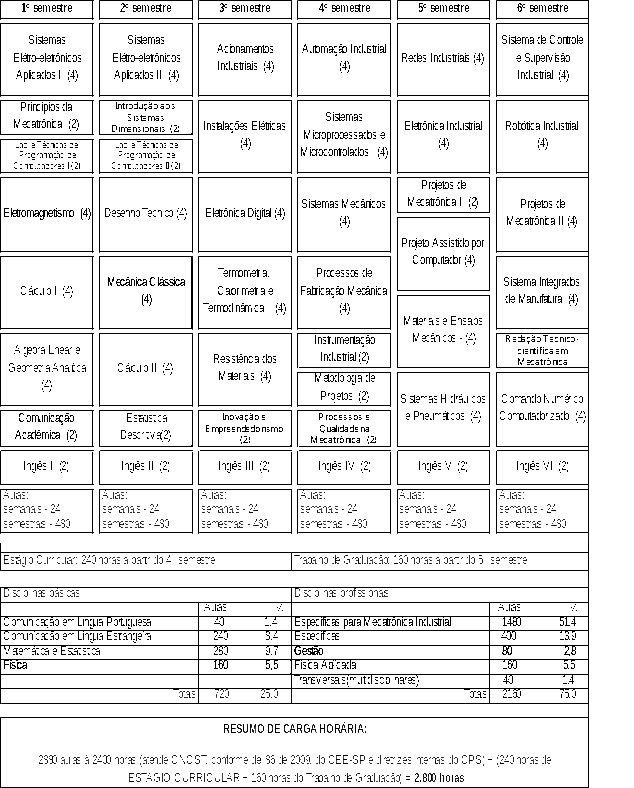 1º semestre
2º semestre
3º semestre
4º semestre
5º semestre
6º semestre
Sistemas
Elétro-eletrônicos
Aplicados I (4)
Sistemas
Elétro-eletrônicos
Aplicados II (4)
Acionamentos
Industriais (4)
Automação Industrial
(4)
Redes Industriais (4)
Sistema de Controle
e Supervisão
Industrial (4)
Princípios da
Mecatrônica (2)
Introdução aos
Sistemas
Dimensionais (2)
Instalações Elétricas
(4)
Sistemas
Microprocessados e
Microcontrolados (4)
Eletrônica Industrial
(4)
Robótica Industrial
(4)
Técnicas de
Programação de
Computadores I (2)
Técnicas de
Programação de
Computadores II (2)
Eletromagnetismo (4)
Desenho Técnico (4)
Eletrônica Digital (4)
Sistemas Mecânicos
(4)
Projetos de
Mecatrônica I (2)
Projetos de
Mecatrônica II (4)
Projeto Assistido por
Computador (4)
Cálculo I (4)
Mecânica Clássica
(4)
Termometria,
Calorimetria e
Termodinâmica (4)
Processos de
Fabricação Mecânica
(4)
Sistema Integrados
de Manufatura (4)
Materiais e Ensaios
Mecânicos - (4)
Álgebra Linear e
Geometria Analítica
(4)
Cálculo II (4)
Resistência dos
Materiais (4)
Instrumentação
Industrial (2)
Redação Técnico-
científica em
Mecatrônica
Metodologia de
Projetos (2)
Sistemas Hidráulicos
e Pneumáticos (4)
Comando Numérico
Computadorizado (4)
Comunicação
Acadêmica (2)
Estatística
Descritiva(2)
Inovação e
Empreendedorismo
(2)
Processos e
Qualidade na
Mecatrônica (2)
Inglês I (2)
Inglês II (2)
Inglês III (2)
Inglês IV (2)
Inglês V (2)
Inglês VI (2)
Aulas:
semanais - 24
semestrais - 480
Aulas:
semanais - 24
semestrais - 480
Aulas:
semanais - 24
semestrais - 480
Aulas:
semanais - 24
semestrais - 480
Aulas:
semanais - 24
semestrais - 480
Aulas:
semanais - 24
semestrais - 480
Estágio Curricular: 240 horas a partir do 4º semestre
Trabalho de Graduação: 160 horas a partir do 5º semestre
Disciplinas básicas
Disciplinas profissionais
Aulas %
Aulas %
Comunicação em Língua Portuguesa 40 1,4
Específicas para Mecatrônica Industrial 1480 51,4
Comunicação em Língua Estrangeira 240 8,4
Específicas 400 13,9
Matemática e Estatística 280 9,7
Gestão 80 2,8
Física 160 5,5
Física Aplicada 160 5,5
Transversais(multidisciplinares) 40 1,4
Totais 720 25,0
Totais 2160 75,0
RESUMO DE CARGA HORÁRIA:
2880 aulas à 2400 horas (atende CNCST, conforme del 86 de 2009, do CEE-SP e diretrizes internas do CPS) + (240 horas de
ESTÁGIO CURRICULAR + 160 horas do Trabalho de Graduação) = 2.800 horas